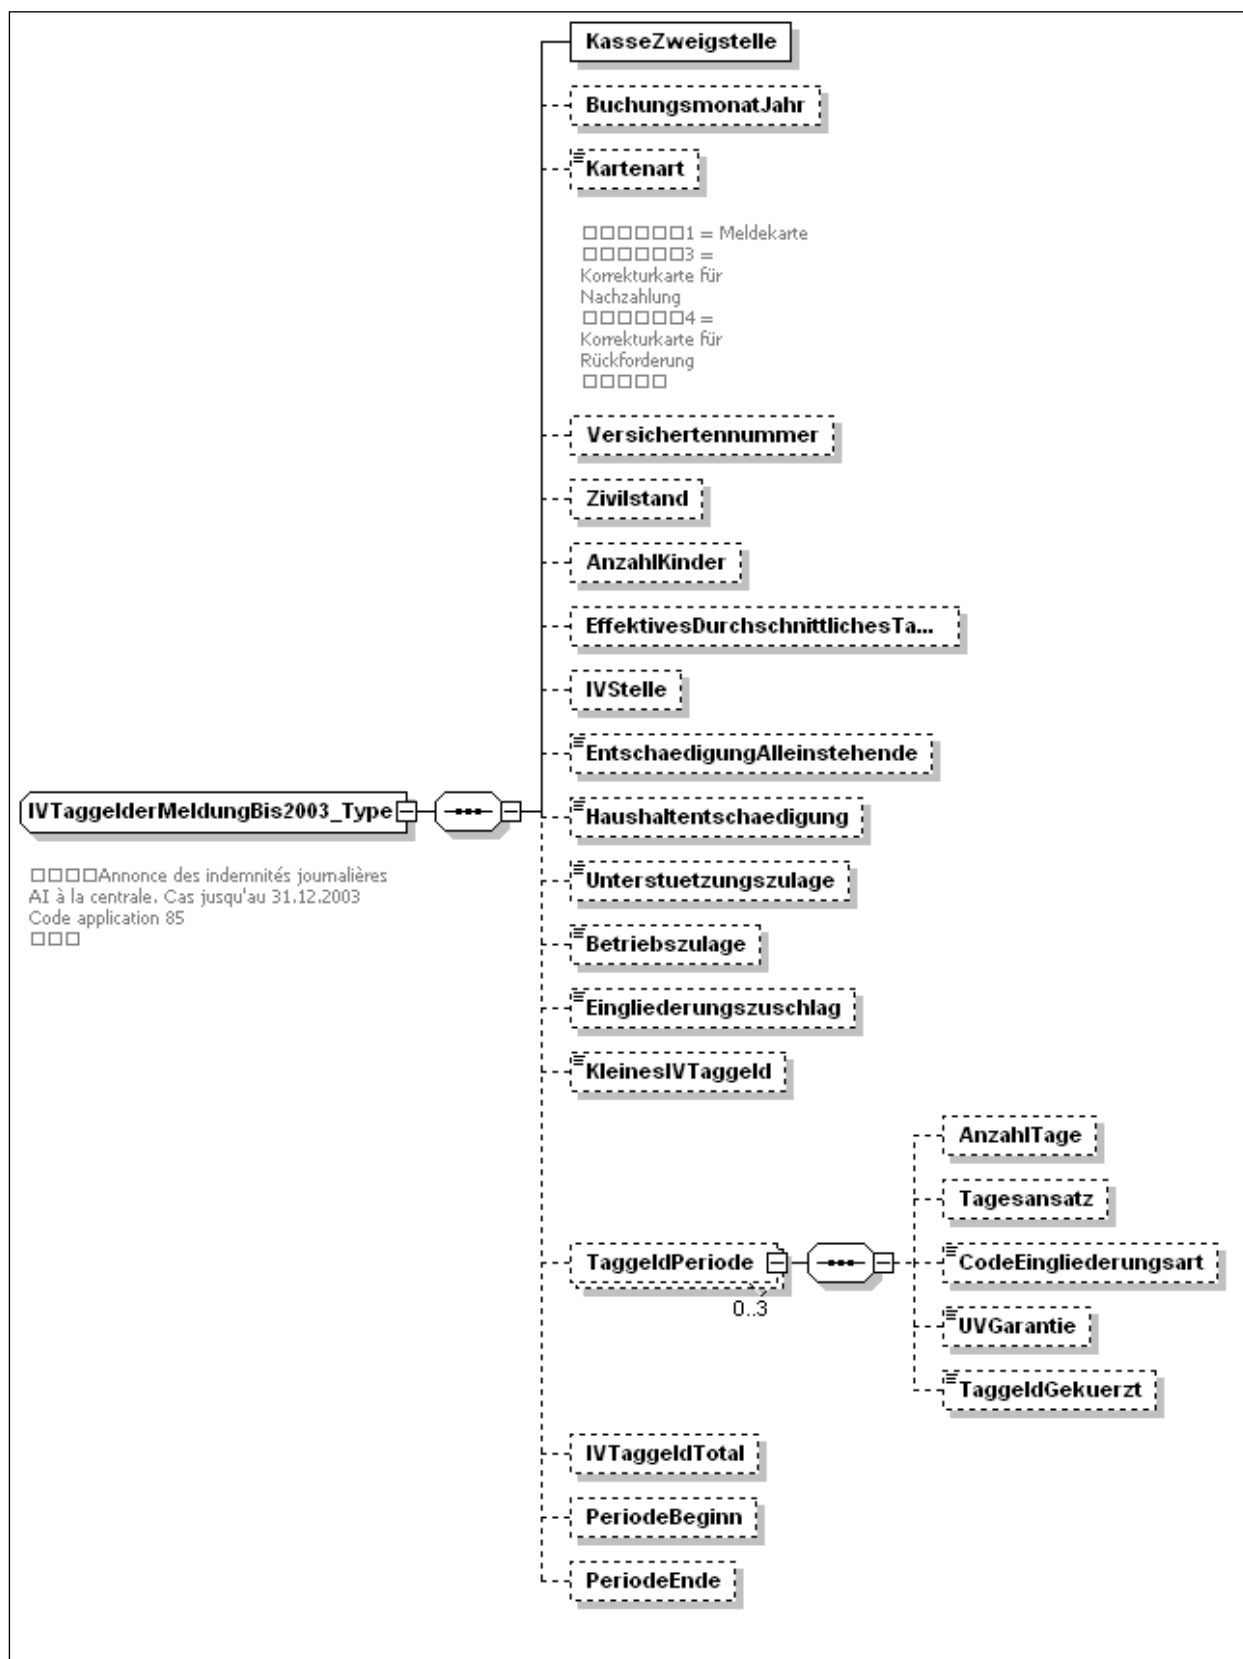 KasseZweigstelle
BuchungsmonatJahr
Kartenart
□□□□□□1 = Meldekarte
□□□□□□3 =
Korrekturkarte für
Nachzahlung
□□□□□□4 =
Korrekturkarte für
Rückforderung
□□□□□
Versichertennummer
Zivilstand
AnzahlKinder
EffektivesDurchschnittlichesTa...
IVStelle
EntschaedigungAlleinstehende
IVTaggelderMeldungBis2003_Type
□□□□Annonce des indemnités journalières
AI à la centrale. Cas jusqu'au 31.12.2003
Code application 85
□□□
Haushaltentschaedigung
Unterstuetzungszulage
Betriebszulage
Eingliederungszuschlag
KleinesIVTaggeld
TaggeldPeriode
0..3
AnzahlTage
Tagesansatz
CodeEingliederungsart
UVGarantie
TaggeldGekuerzt
IVTaggeldTotal
PeriodeBeginn
PeriodeEnde